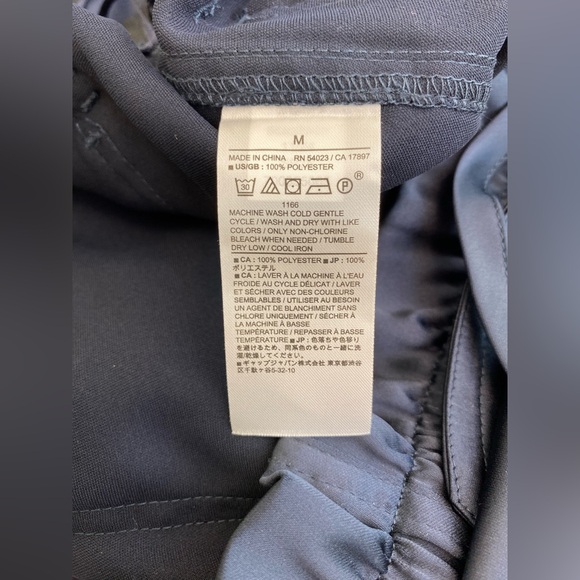 M
MADE IN CHINA RN 54023 / CA 17897
■ US/GB : 100% POLYESTER
30 P ®
1166
MACHINE WASH COLD GENTLE
CYCLE / WASH AND DRY WITH LIKE
COLORS / ONLY NON-CHLORINE
BLEACH WHEN NEEDED / TUMBLE
DRY LOW / COOL IRON
■ CA : 100% POLYESTER ■ JP : 100%
ポリエステル
■ CA : LAVER À LA MACHINE À L'EAU
FROIDE AU CYCLE DÉLICAT / LAVER
ET SÉCHER AVEC DES COULEURS
SEMBLABLES / UTILISER AU BESOIN
UN AGENT DE BLANCHIMENT SANS
CHLORE UNIQUEMENT / SÉCHER À
LA MACHINE À BASSE
TEMPÉRATURE / REPASSER À BASSE
TEMPÉRATURE ■ JP : 色落ちや色移り
を避けるため、同系色のものと一緒に洗
濯/乾燥してください。
■ ギャップジャパン(株) 東京都渋谷
区千駄ヶ谷5-32-10